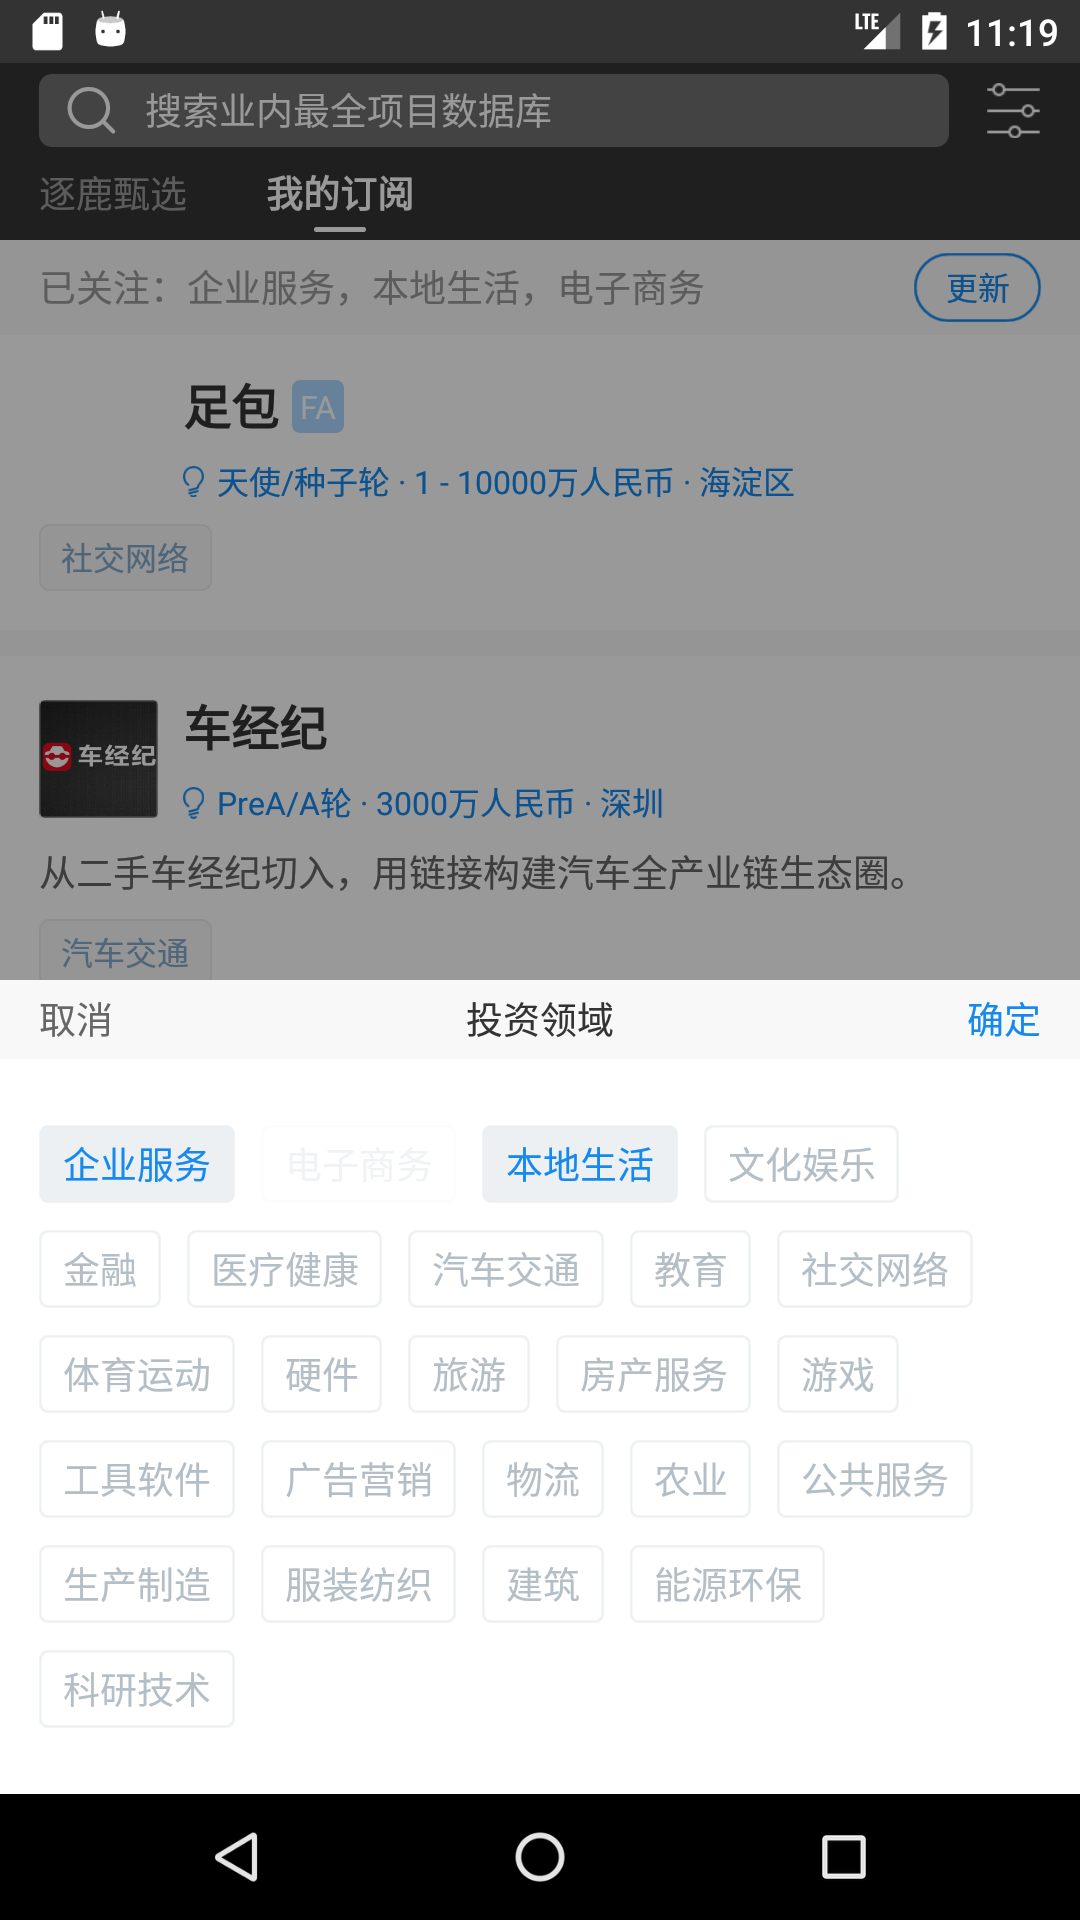 LTE 11:19
搜索业内最全项目数据库
逐鹿甄选 我的订阅
已关注：企业服务，本地生活，电子商务 更新
足包 FA
天使/种子轮 · 1 - 10000万人民币 · 海淀区
社交网络
车经纪
车经纪
PreA/A轮 · 3000万人民币 · 深圳
从二手车经纪切入，用链接构建汽车全产业链生态圈。
汽车交通
取消 投资领域 确定
企业服务 电子商务 本地生活 文化娱乐
金融 医疗健康 汽车交通 教育 社交网络
体育运动 硬件 旅游 房产服务 游戏
工具软件 广告营销 物流 农业 公共服务
生产制造 服装纺织 建筑 能源环保
科研技术